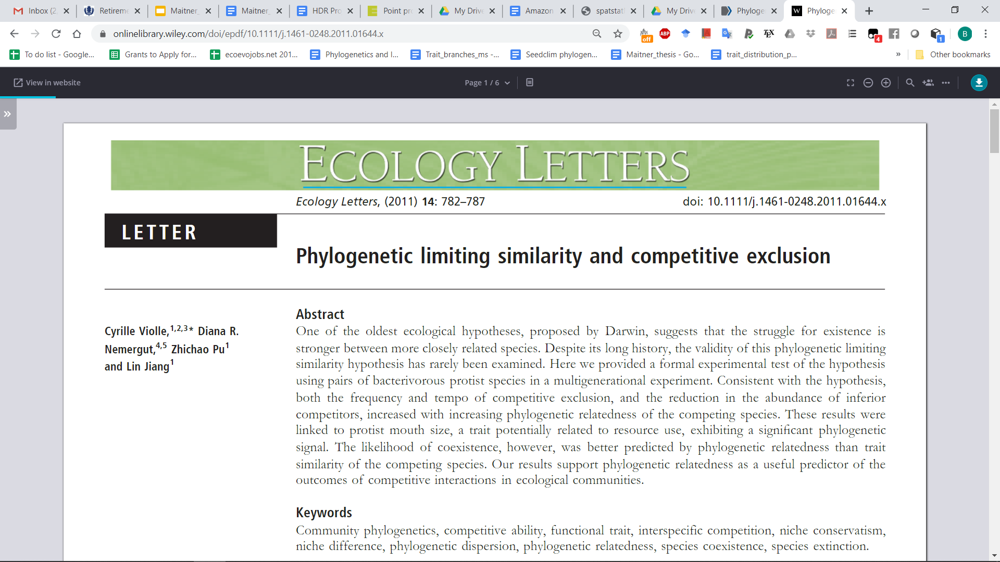 Inbox (2
Retirem
Maitner_
Maitner_
HDR Pro
Point pr
My Driv
Amazon
spatstat
My Driv
Phyloge
Phyloge
onlinelibrary.wiley.com/doi/epdf/10.1111/j.1461-0248.2011.01644.x
off
ABP
TEX
4
1
B
To do list - Google...
Grants to Apply for...
ecoevojobs.net 201...
Phylogenetics and I...
Trait_branches_ms -...
Seedclim phylogen...
Maitner_thesis - Go...
trait_distribution_p...
»
Other bookmarks
View in website
Page 1 / 6
ECOLOGY LETTERS
Ecology Letters, (2011) 14: 782–787
doi: 10.1111/j.1461-0248.2011.01644.x
LETTER
Phylogenetic limiting similarity and competitive exclusion
Cyrille Violle,1,2,3* Diana R.
Nemergut,4,5 Zhichao Pu1
and Lin Jiang1
Abstract
One of the oldest ecological hypotheses, proposed by Darwin, suggests that the struggle for existence is
stronger between more closely related species. Despite its long history, the validity of this phylogenetic limiting
similarity hypothesis has rarely been examined. Here we provided a formal experimental test of the hypothesis
using pairs of bacterivorous protist species in a multigenerational experiment. Consistent with the hypothesis,
both the frequency and tempo of competitive exclusion, and the reduction in the abundance of inferior
competitors, increased with increasing phylogenetic relatedness of the competing species. These results were
linked to protist mouth size, a trait potentially related to resource use, exhibiting a significant phylogenetic
signal. The likelihood of coexistence, however, was better predicted by phylogenetic relatedness than trait
similarity of the competing species. Our results support phylogenetic relatedness as a useful predictor of the
outcomes of competitive interactions in ecological communities.
Keywords
Community phylogenetics, competitive ability, functional trait, interspecific competition, niche conservatism,
niche difference, phylogenetic dispersion, phylogenetic relatedness, species coexistence, species extinction.